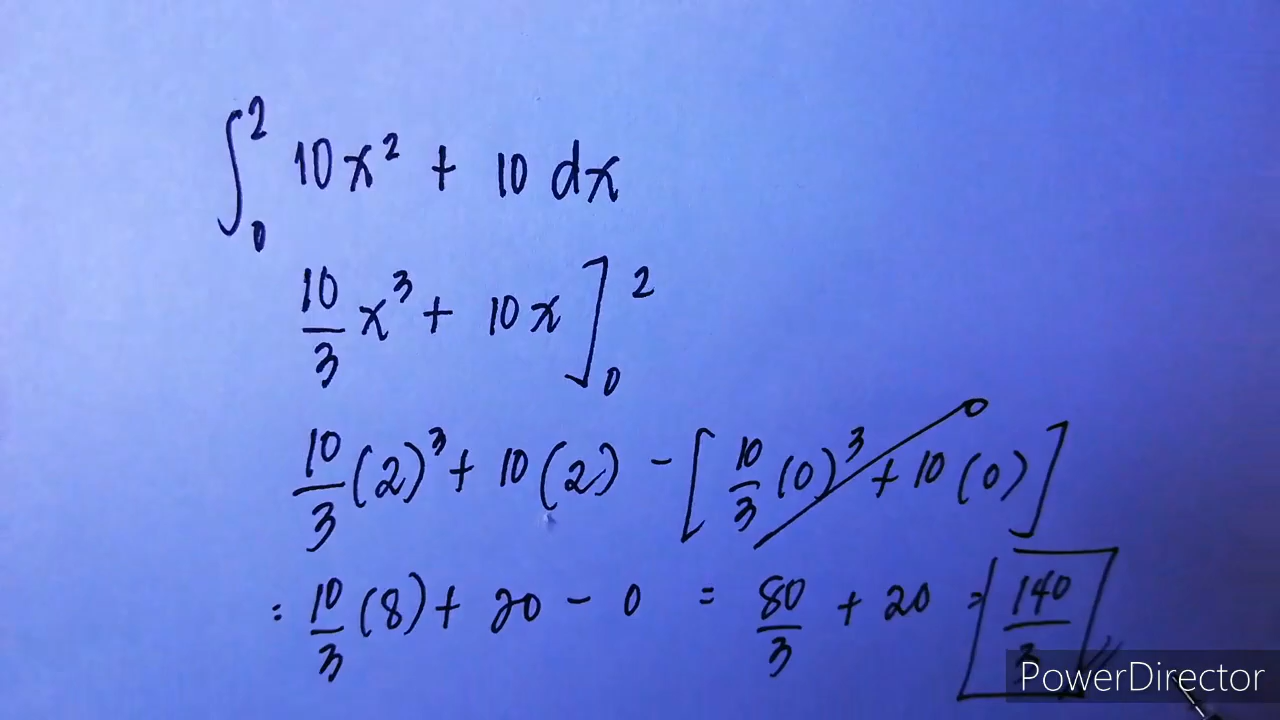 ∫₀² 10x² + 10 dx
10/3 x³ + 10x ]₀²
10/3 (2)³ + 10(2) - [10/3 (0)³ + 10(0)] 0
= 10/3 (8) + 20 - 0 = 80/3 + 20 = 140/3
PowerDirector